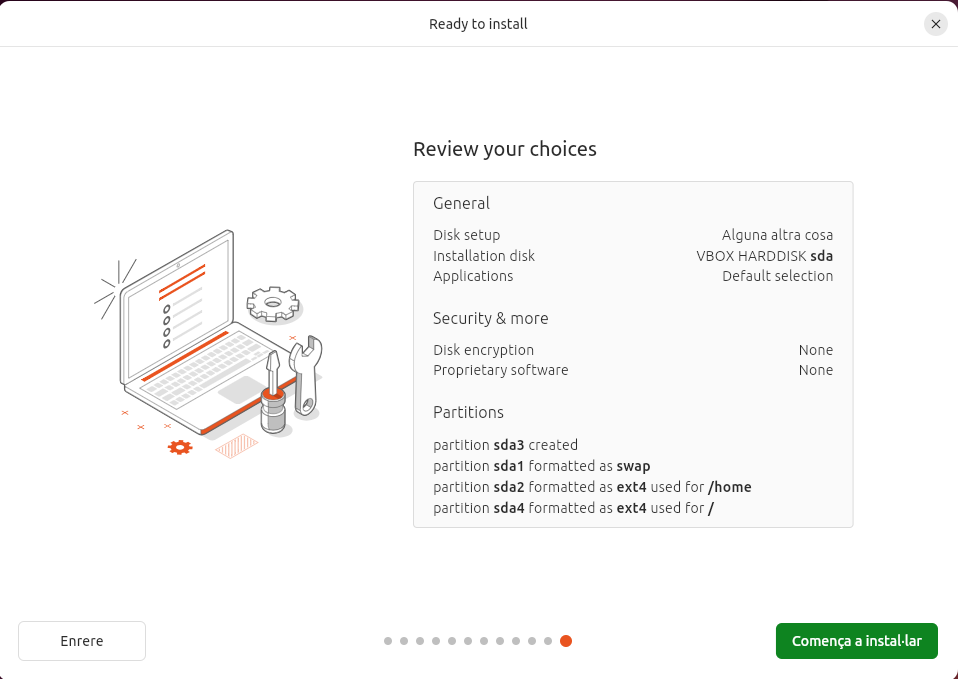 Ready to install
Review your choices
General
Disk setup Alguna altra cosa
Installation disk VBOX HARDDISK sda
Applications Default selection
Security & more
Disk encryption None
Proprietary software None
Partitions
partition sda3 created
partition sda1 formatted as swap
partition sda2 formatted as ext4 used for /home
partition sda4 formatted as ext4 used for /
Enrere
Comença a instal·lar